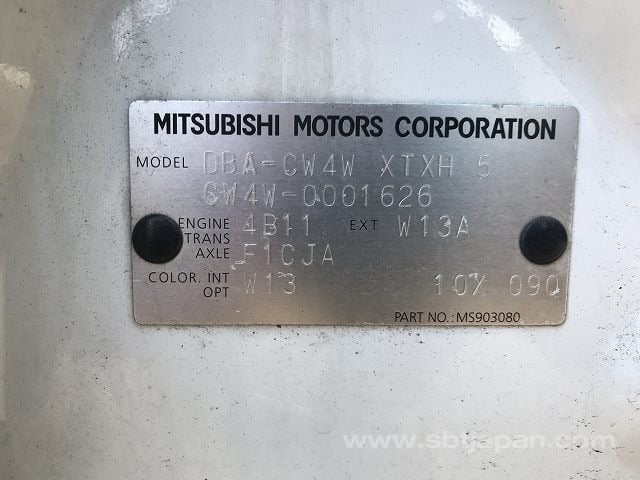 MITSUBISHI MOTORS CORPORATION
MODEL DBA-CW4W XTXH 5
CW4W-0001626
ENGINE 4B11 EXT W13A
TRANS
AXLE F1CJA
COLOR. INT W13
OPT 10% 090
PART NO.: MS903080
www.sbtjapan.com